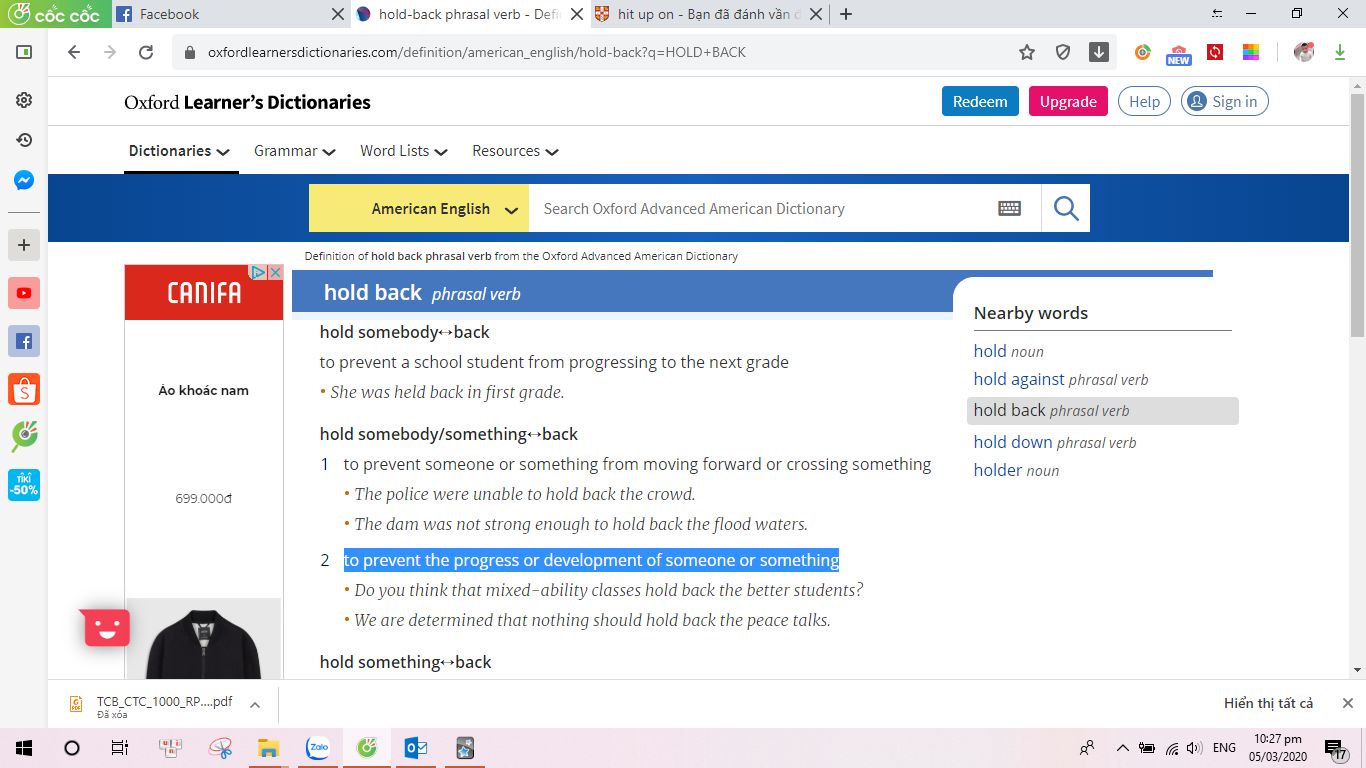 cốc cốc
Facebook
hold-back phrasal verb - Defi
hit up on - Bạn đã đánh vần đ
oxfordlearnersdictionaries.com/definition/american_english/hold-back?q=HOLD+BACK
NEW
Oxford Learner's Dictionaries
Redeem
Upgrade
Help
Sign in
Dictionaries
Grammar
Word Lists
Resources
American English
Search Oxford Advanced American Dictionary
Definition of hold back phrasal verb from the Oxford Advanced American Dictionary
CANIFA
Áo khoác nam
699.000đ
hold back phrasal verb
hold somebody↔back
to prevent a school student from progressing to the next grade
• She was held back in first grade.
hold somebody/something↔back
1 to prevent someone or something from moving forward or crossing something
• The police were unable to hold back the crowd.
• The dam was not strong enough to hold back the flood waters.
2 to prevent the progress or development of someone or something
• Do you think that mixed-ability classes hold back the better students?
• We are determined that nothing should hold back the peace talks.
hold something↔back
Nearby words
hold noun
hold against phrasal verb
hold back phrasal verb
hold down phrasal verb
holder noun
TIKI
-50%
TCB_CTC_1000_RP....pdf
Đã xóa
Hiển thị tất cả
Zalo
ENG
10:27 pm
05/03/2020
17